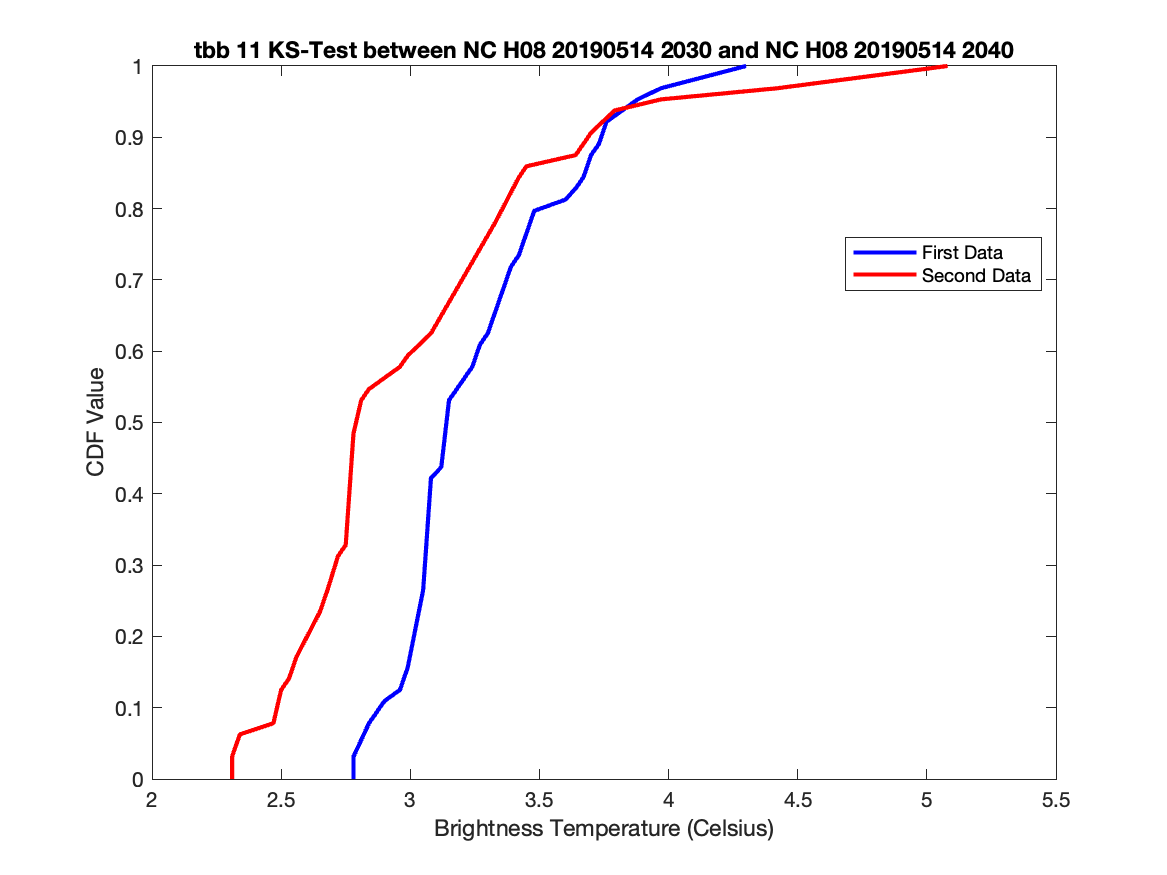 tbb 11 KS-Test between NC H08 20190514 2030 and NC H08 20190514 2040
1
0.9
0.8
0.7
0.6
0.5
0.4
0.3
0.2
0.1
0
CDF Value
First Data
Second Data
2 2.5 3 3.5 4 4.5 5 5.5
Brightness Temperature (Celsius)